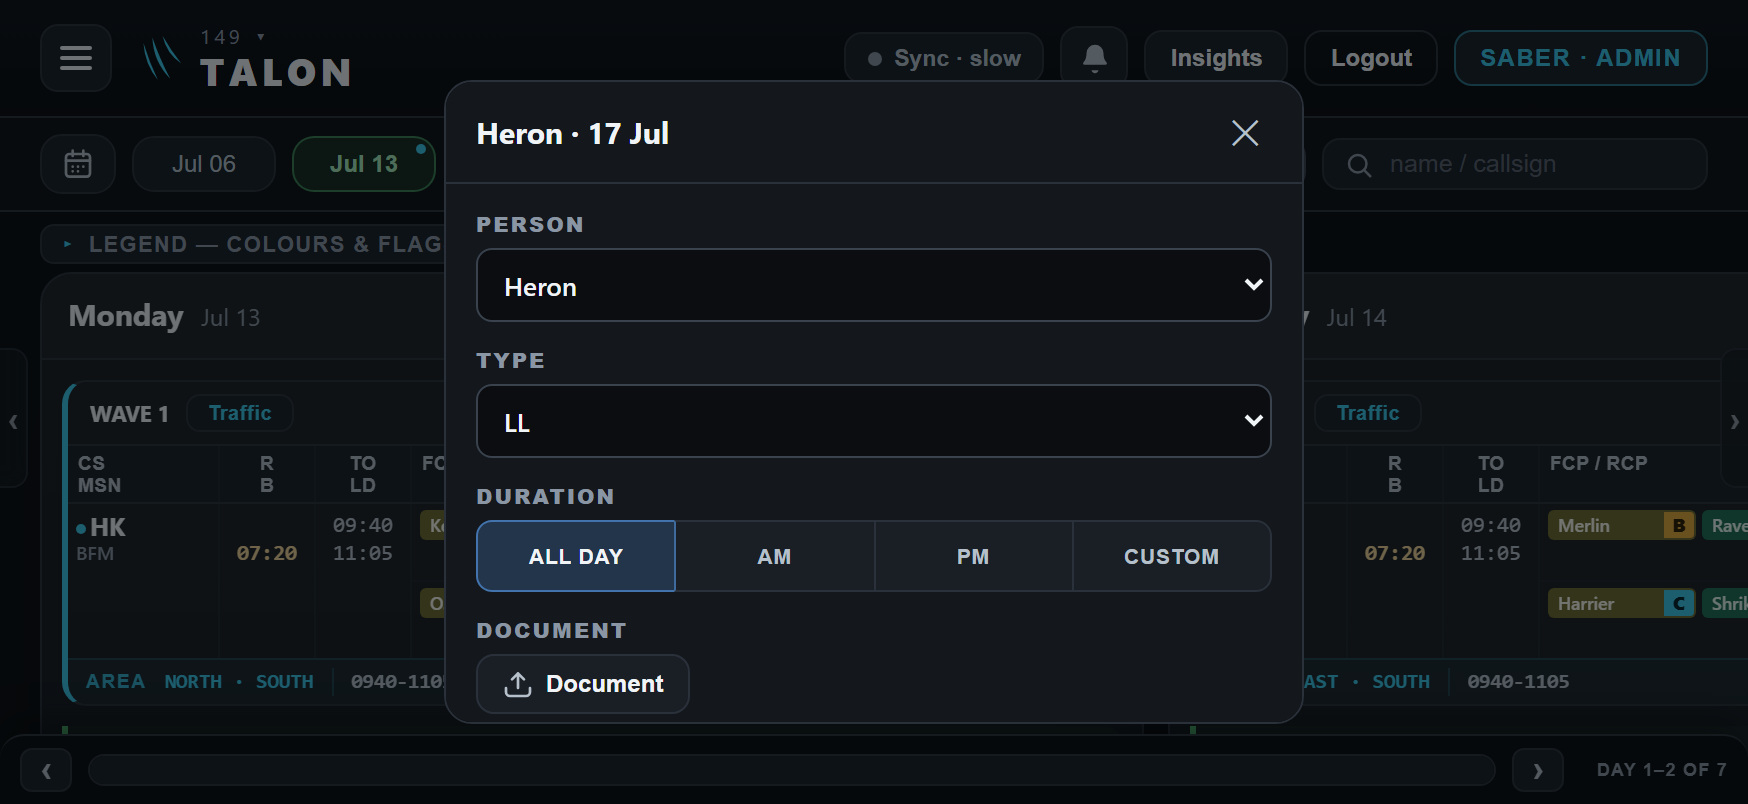 149 ▾
TALON
Sync · slow
Insights
Logout
SABER · ADMIN
Jul 06
Jul 13
name / callsign
LEGEND — COLOURS & FLAG
Heron · 17 Jul
PERSON
Heron
TYPE
LL
DURATION
ALL DAY
AM
PM
CUSTOM
DOCUMENT
Document
Monday Jul 13
WAVE 1 Traffic
CS
MSN
R
B
TO
LD
HK
BFM
07:20
09:40
11:05
AREA NORTH · SOUTH
Jul 14
Traffic
R
B
TO
LD
FCP / RCP
07:20
09:40
11:05
Merlin B
Harrier C
SOUTH 0940-1105
DAY 1–2 OF 7